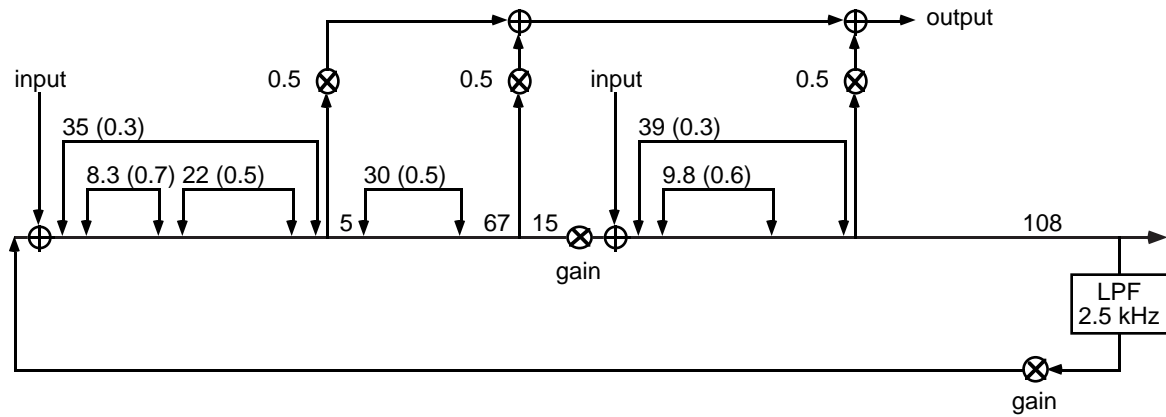 output
input
0.5
0.5
input
0.5
35 (0.3)
39 (0.3)
8.3 (0.7)
22 (0.5)
30 (0.5)
9.8 (0.6)
5
67
15
108
gain
LPF
2.5 kHz
gain